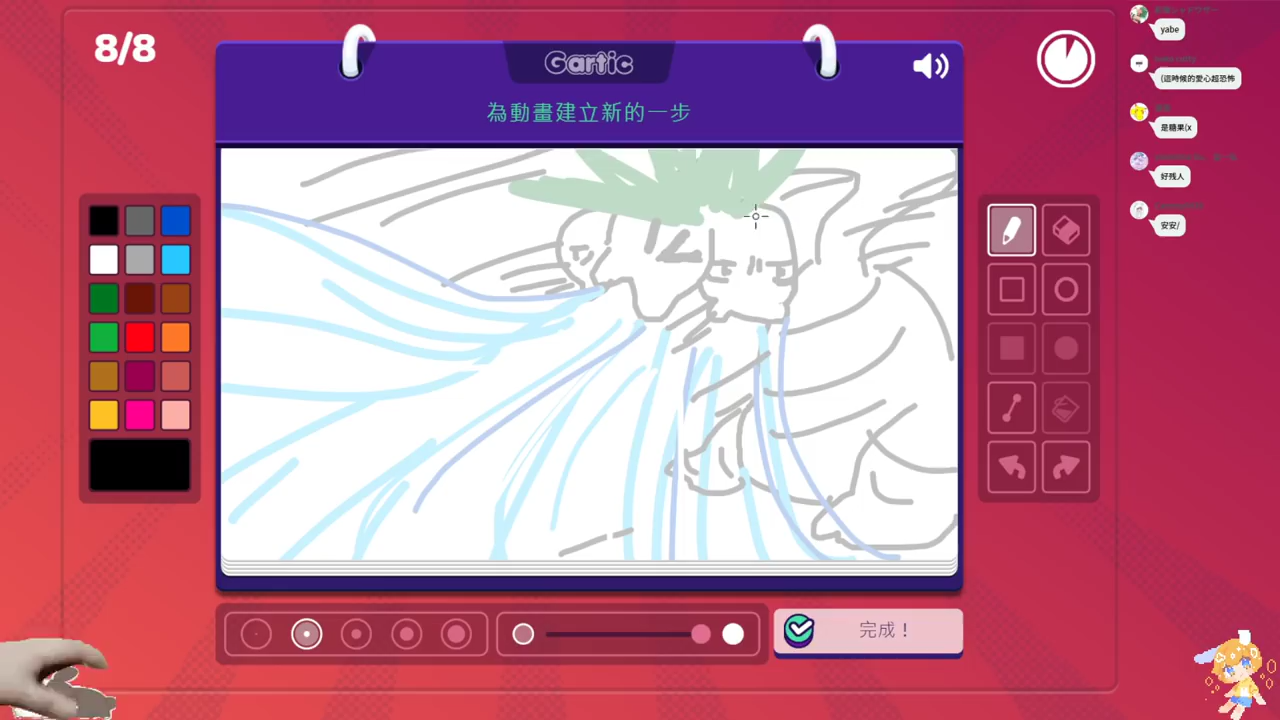 8/8
Gartic
為動畫建立新的一步
完成！
yabe
(這時候的愛心超恐怖
是糖果(x
好残人
安安/